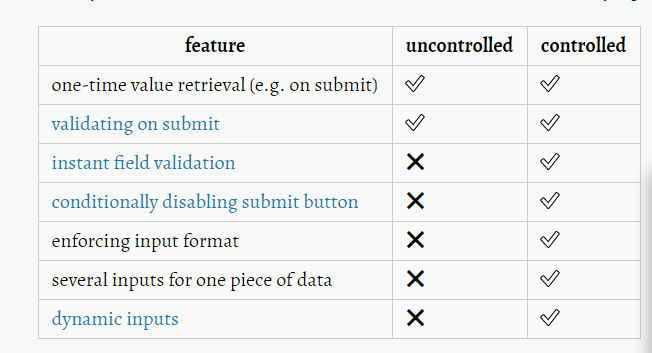 feature uncontrolled controlled
one-time value retrieval (e.g. on submit) ✅ ✅
validating on submit ✅ ✅
instant field validation ❌ ✅
conditionally disabling submit button ❌ ✅
enforcing input format ❌ ✅
several inputs for one piece of data ❌ ✅
dynamic inputs ❌ ✅